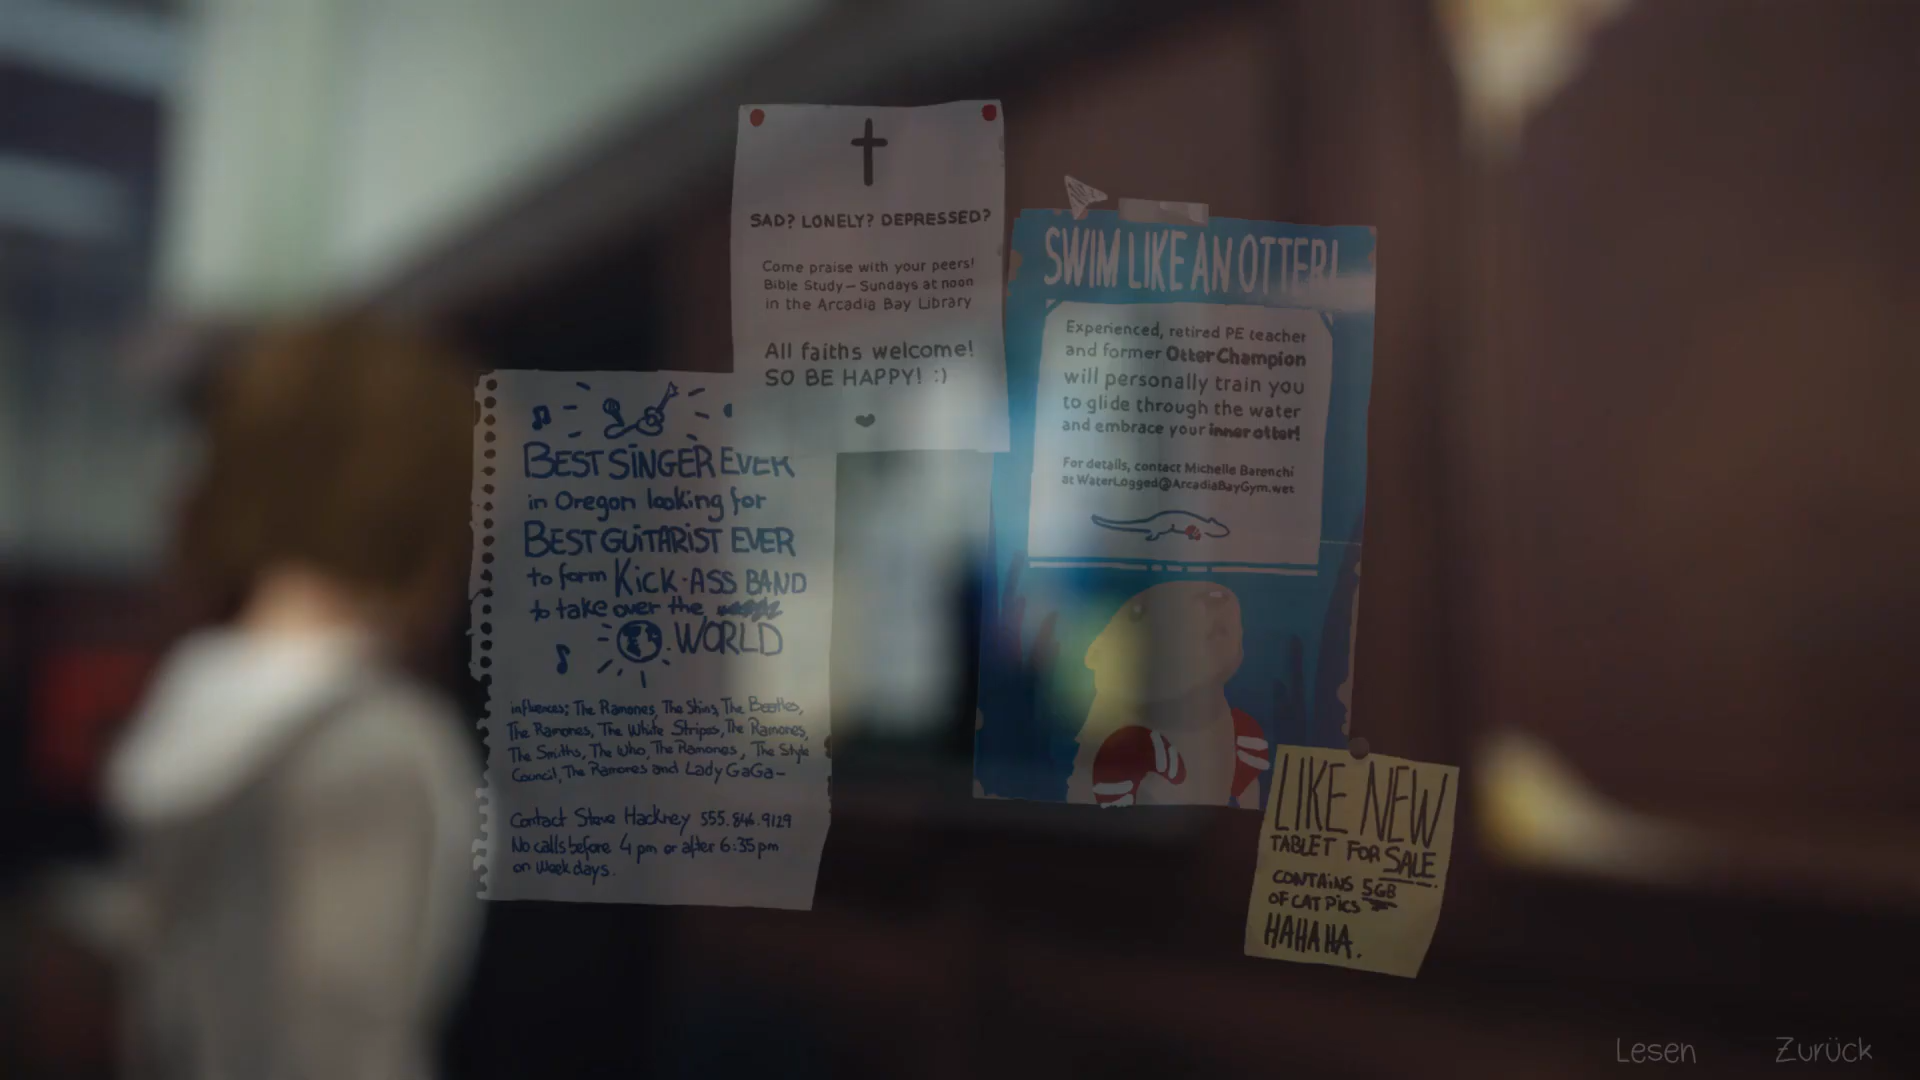 SAD? LONELY? DEPRESSED?
Come praise with your peers!
Bible Study – Sundays at noon
in the Arcadia Bay Library
All faiths welcome!
SO BE HAPPY! :)
BEST SINGER EVER
in Oregon looking for
BEST GUITARIST EVER
to form KICK-ASS BAND
to take over the
WORLD
influences: The Ramones, The Shins, The Beatles,
The Ramones, The White Stripes, The Ramones,
The Smiths, The Who, The Ramones, The Style
Council, The Ramones and Lady GaGa –
Contact Steve Hackney 555.846.9129
No calls before 4 pm or after 6:35 pm
on weekdays.
SWIM LIKE AN OTTER!
Experienced, retired PE teacher
and former Otter Champion
will personally train you
to glide through the water
and embrace your inner otter!
For details, contact Michelle Barenchi
at WaterLogged@ArcadiaBayGym.wet
LIKE NEW
TABLET FOR SALE.
CONTAINS 5GB
OF CAT PICS
HAHAHA.
Lesen
Zurück